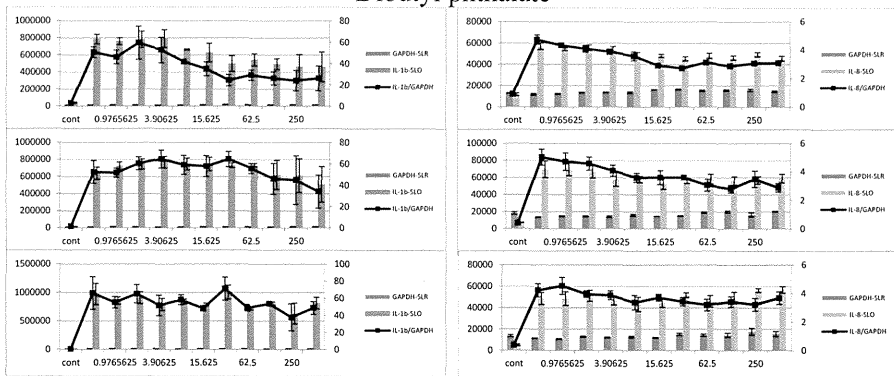 Dibutyl phthalate
1000000 80
800000 60
600000 40
400000 20
200000
0 0
cont 0.9765625 3.90625 15.625 62.5 250
GAPDH-SLR
IL-1b-SLO
IL-1b/GAPDH
80000 6
60000 4
40000
20000 2
0 0
cont 0.9765625 3.90625 15.625 62.5 250
GAPDH-SLR
IL-8-SLO
IL-8/GAPDH
1000000 80
800000 60
600000 40
400000 20
200000
0 0
cont 0.9765625 3.90625 15.625 62.5 250
GAPDH-SLR
IL-1b-SLO
IL-1b/GAPDH
100000 6
80000
60000 4
40000 2
20000
0 0
cont 0.9765625 3.90625 15.625 62.5 250
GAPDH-SLR
IL-8-SLO
IL-8/GAPDH
1500000 100
80
1000000 60
500000 40
20
0 0
cont 0.9765625 3.90625 15.625 62.5 250
GAPDH-SLR
IL-1b-SLO
IL-1b/GAPDH
80000 6
60000 4
40000
20000 2
0 0
cont 0.9765625 3.90625 15.625 62.5 250
GAPDH-SLR
IL-8-SLO
IL-8/GAPDH